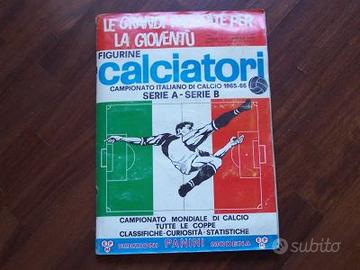 LE GRANDI RACCOLTE PER
LA GIOVENTÙ
FIGURINE
calciatori
CAMPIONATO ITALIANO DI CALCIO 1965-66
SERIE A - SERIE B
CAMPIONATO MONDIALE DI CALCIO
TUTTE LE COPPE
CLASSIFICHE-CURIOSITÀ-STATISTICHE
EDIZIONI PANINI MODENA
subito